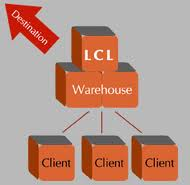 Destination
LCL
Warehouse
Client Client Client